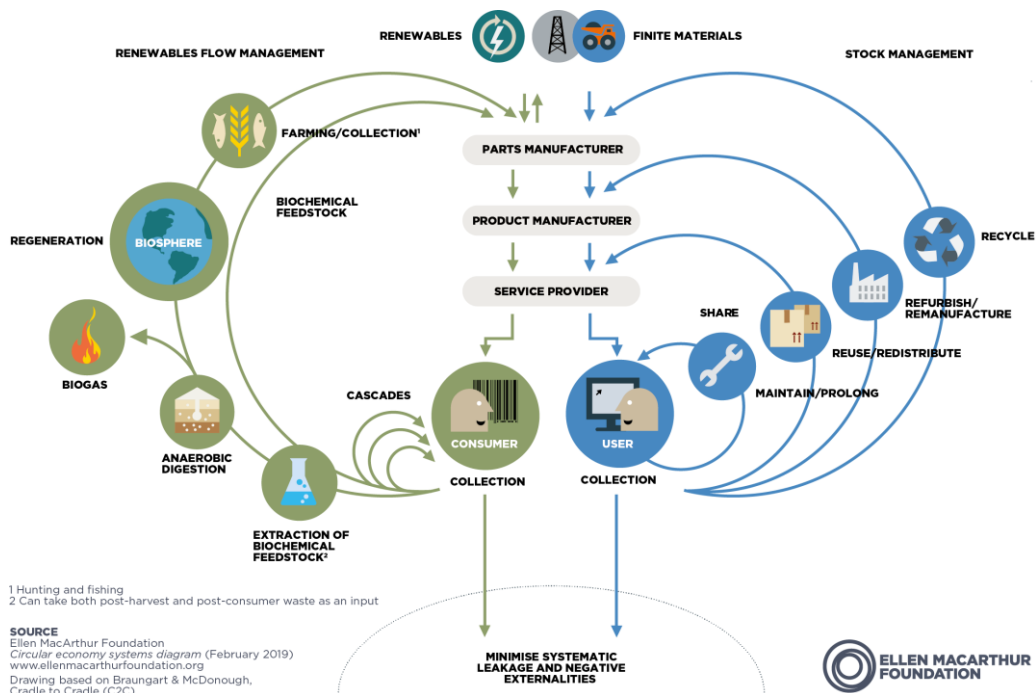 RENEWABLES
FINITE MATERIALS
RENEWABLES FLOW MANAGEMENT
STOCK MANAGEMENT
FARMING/COLLECTION¹
PARTS MANUFACTURER
BIOCHEMICAL
FEEDSTOCK
PRODUCT MANUFACTURER
REGENERATION
BIOSPHERE
RECYCLE
SERVICE PROVIDER
SHARE
REFURBISH/
REMANUFACTURE
REUSE/REDISTRIBUTE
BIOGAS
CASCADES
MAINTAIN/PROLONG
CONSUMER
USER
ANAEROBIC
DIGESTION
COLLECTION
COLLECTION
EXTRACTION OF
BIOCHEMICAL
FEEDSTOCK²
1 Hunting and fishing
2 Can take both post-harvest and post-consumer waste as an input
SOURCE
Ellen MacArthur Foundation
Circular economy systems diagram (February 2019)
www.ellenmacarthurfoundation.org
Drawing based on Braungart & McDonough,
Cradle to Cradle (C2C)
MINIMISE SYSTEMATIC
LEAKAGE AND NEGATIVE
EXTERNALITIES
ELLEN MACARTHUR
FOUNDATION